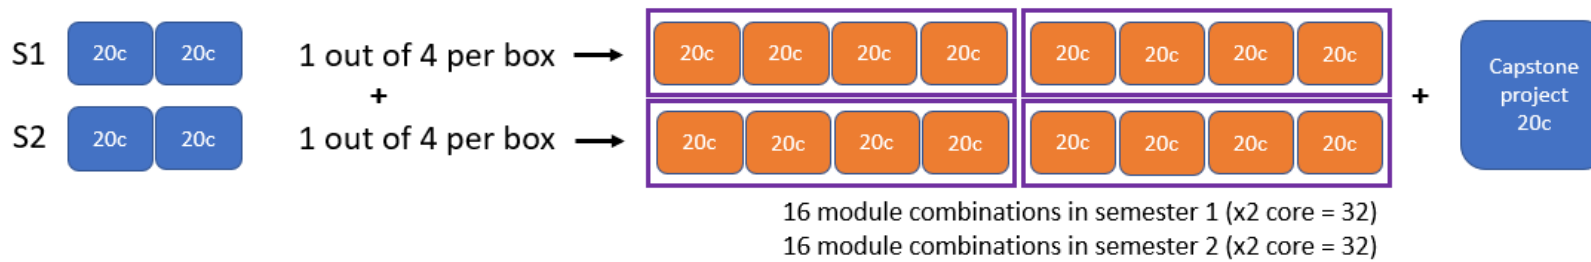 S1 20c 20c 1 out of 4 per box 20c 20c 20c 20c 20c 20c 20c 20c
+
S2 20c 20c 1 out of 4 per box 20c 20c 20c 20c 20c 20c 20c 20c
+
Capstone
project
20c
16 module combinations in semester 1 (x2 core = 32)
16 module combinations in semester 2 (x2 core = 32)